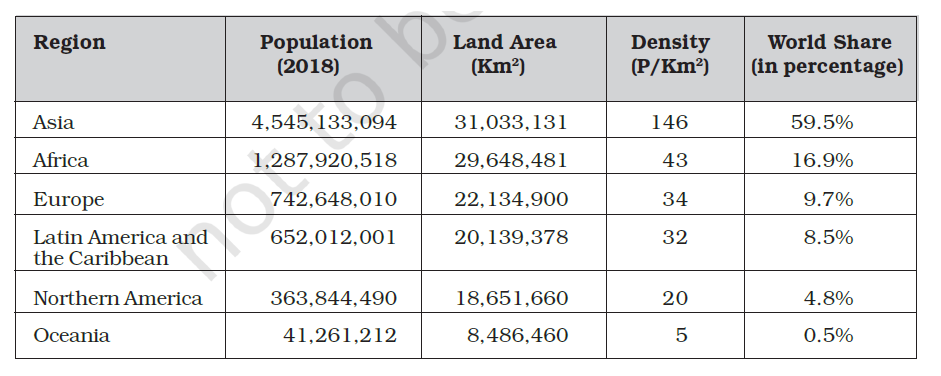 Region Population Land Area Density World Share
(2018) (Km²) (P/Km²) (in percentage)
Asia 4,545,133,094 31,033,131 146 59.5%
Africa 1,287,920,518 29,648,481 43 16.9%
Europe 742,648,010 22,134,900 34 9.7%
Latin America and 652,012,001 20,139,378 32 8.5%
the Caribbean
Northern America 363,844,490 18,651,660 20 4.8%
Oceania 41,261,212 8,486,460 5 0.5%
not to be